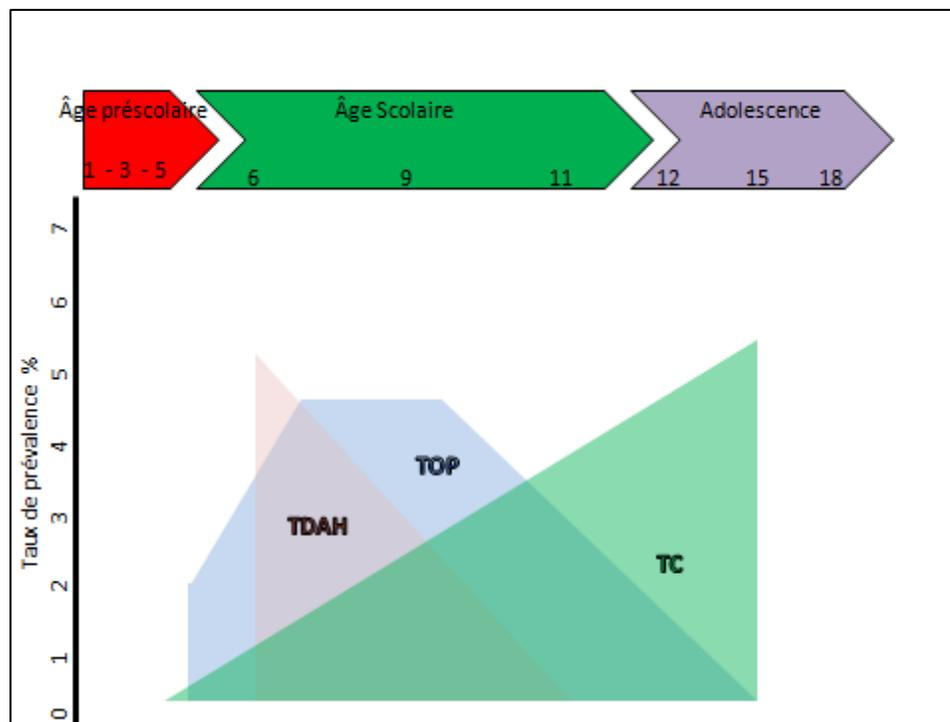 Âge préscolaire
1 - 3 - 5
Âge Scolaire
6 9 11
Adolescence
12 15 18
Taux de prévalence %
7
6
5
4
3
2
1
0
TOP
TDAH
TC